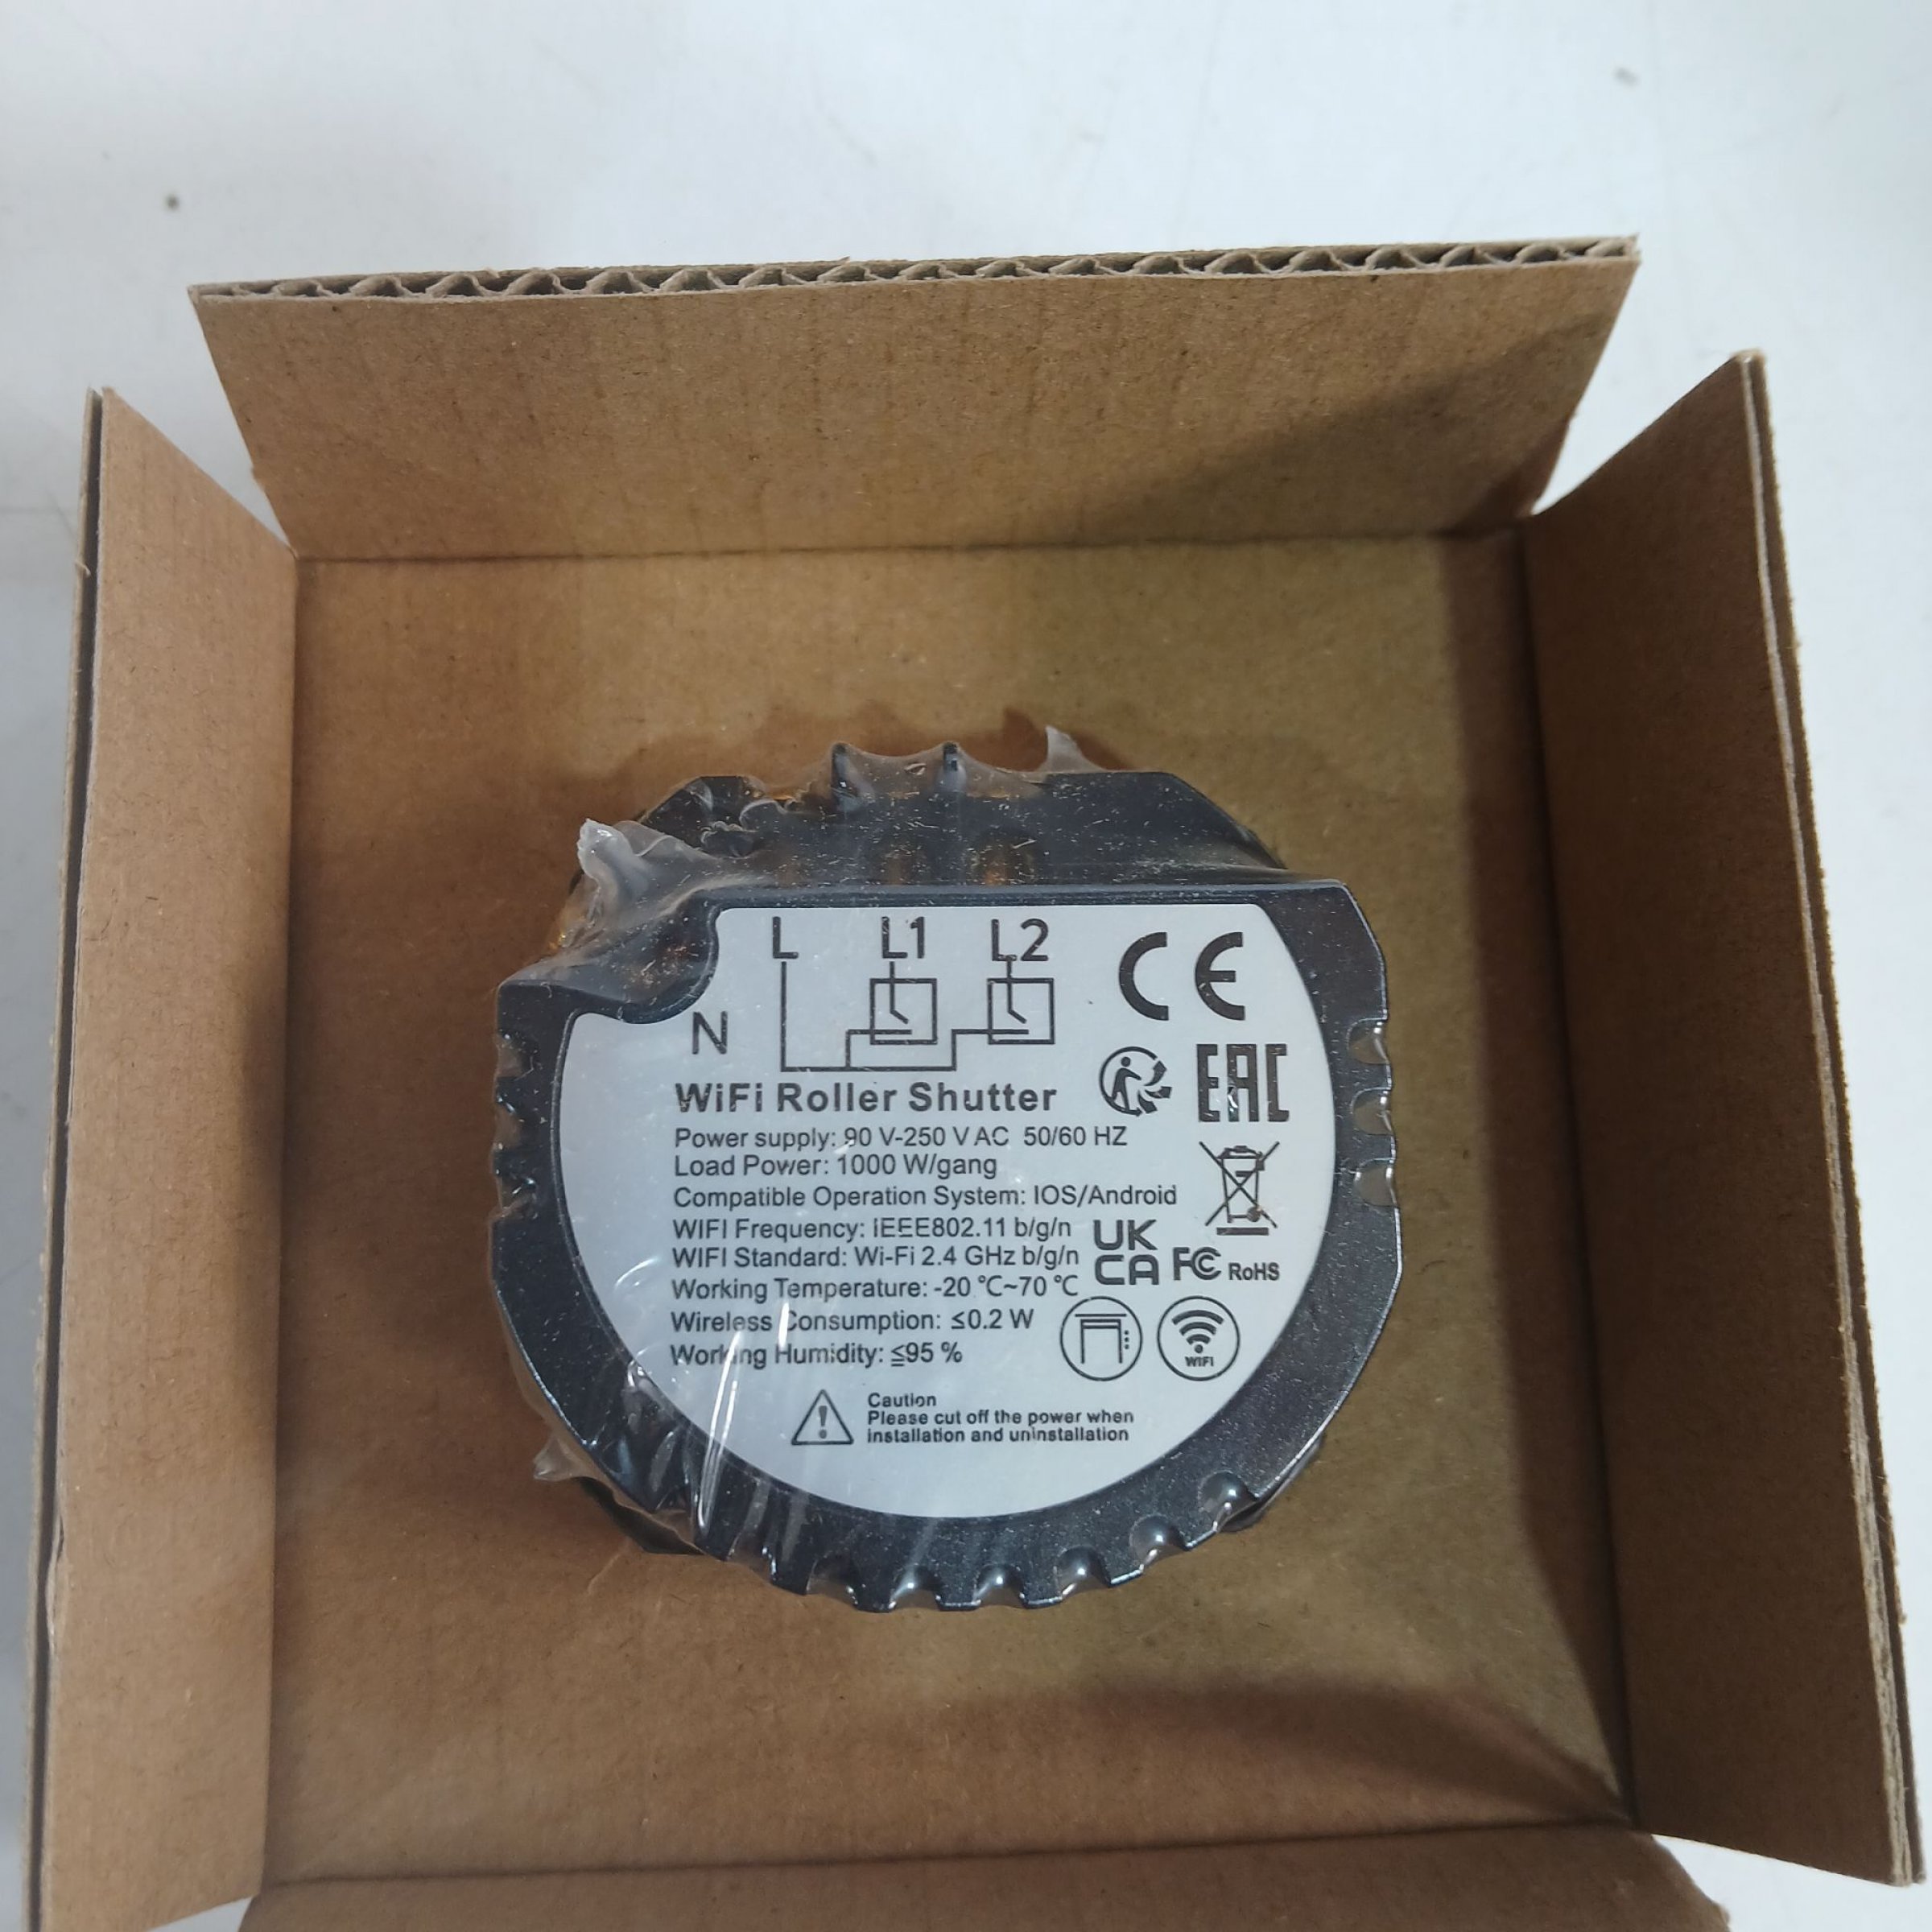 L L1 L2
N
CE
EAC
WiFi Roller Shutter
Power supply: 90 V-250 V AC 50/60 HZ
Load Power: 1000 W/gang
Compatible Operation System: IOS/Android
WIFI Frequency: IEEE802.11 b/g/n
WIFI Standard: Wi-Fi 2.4 GHz b/g/n
UK
CA FC RoHS
Working Temperature: -20 ℃~70 ℃
Wireless Consumption: ≤0.2 W
Working Humidity: ≦95 %
WIFI
Caution
Please cut off the power when
installation and uninstallation